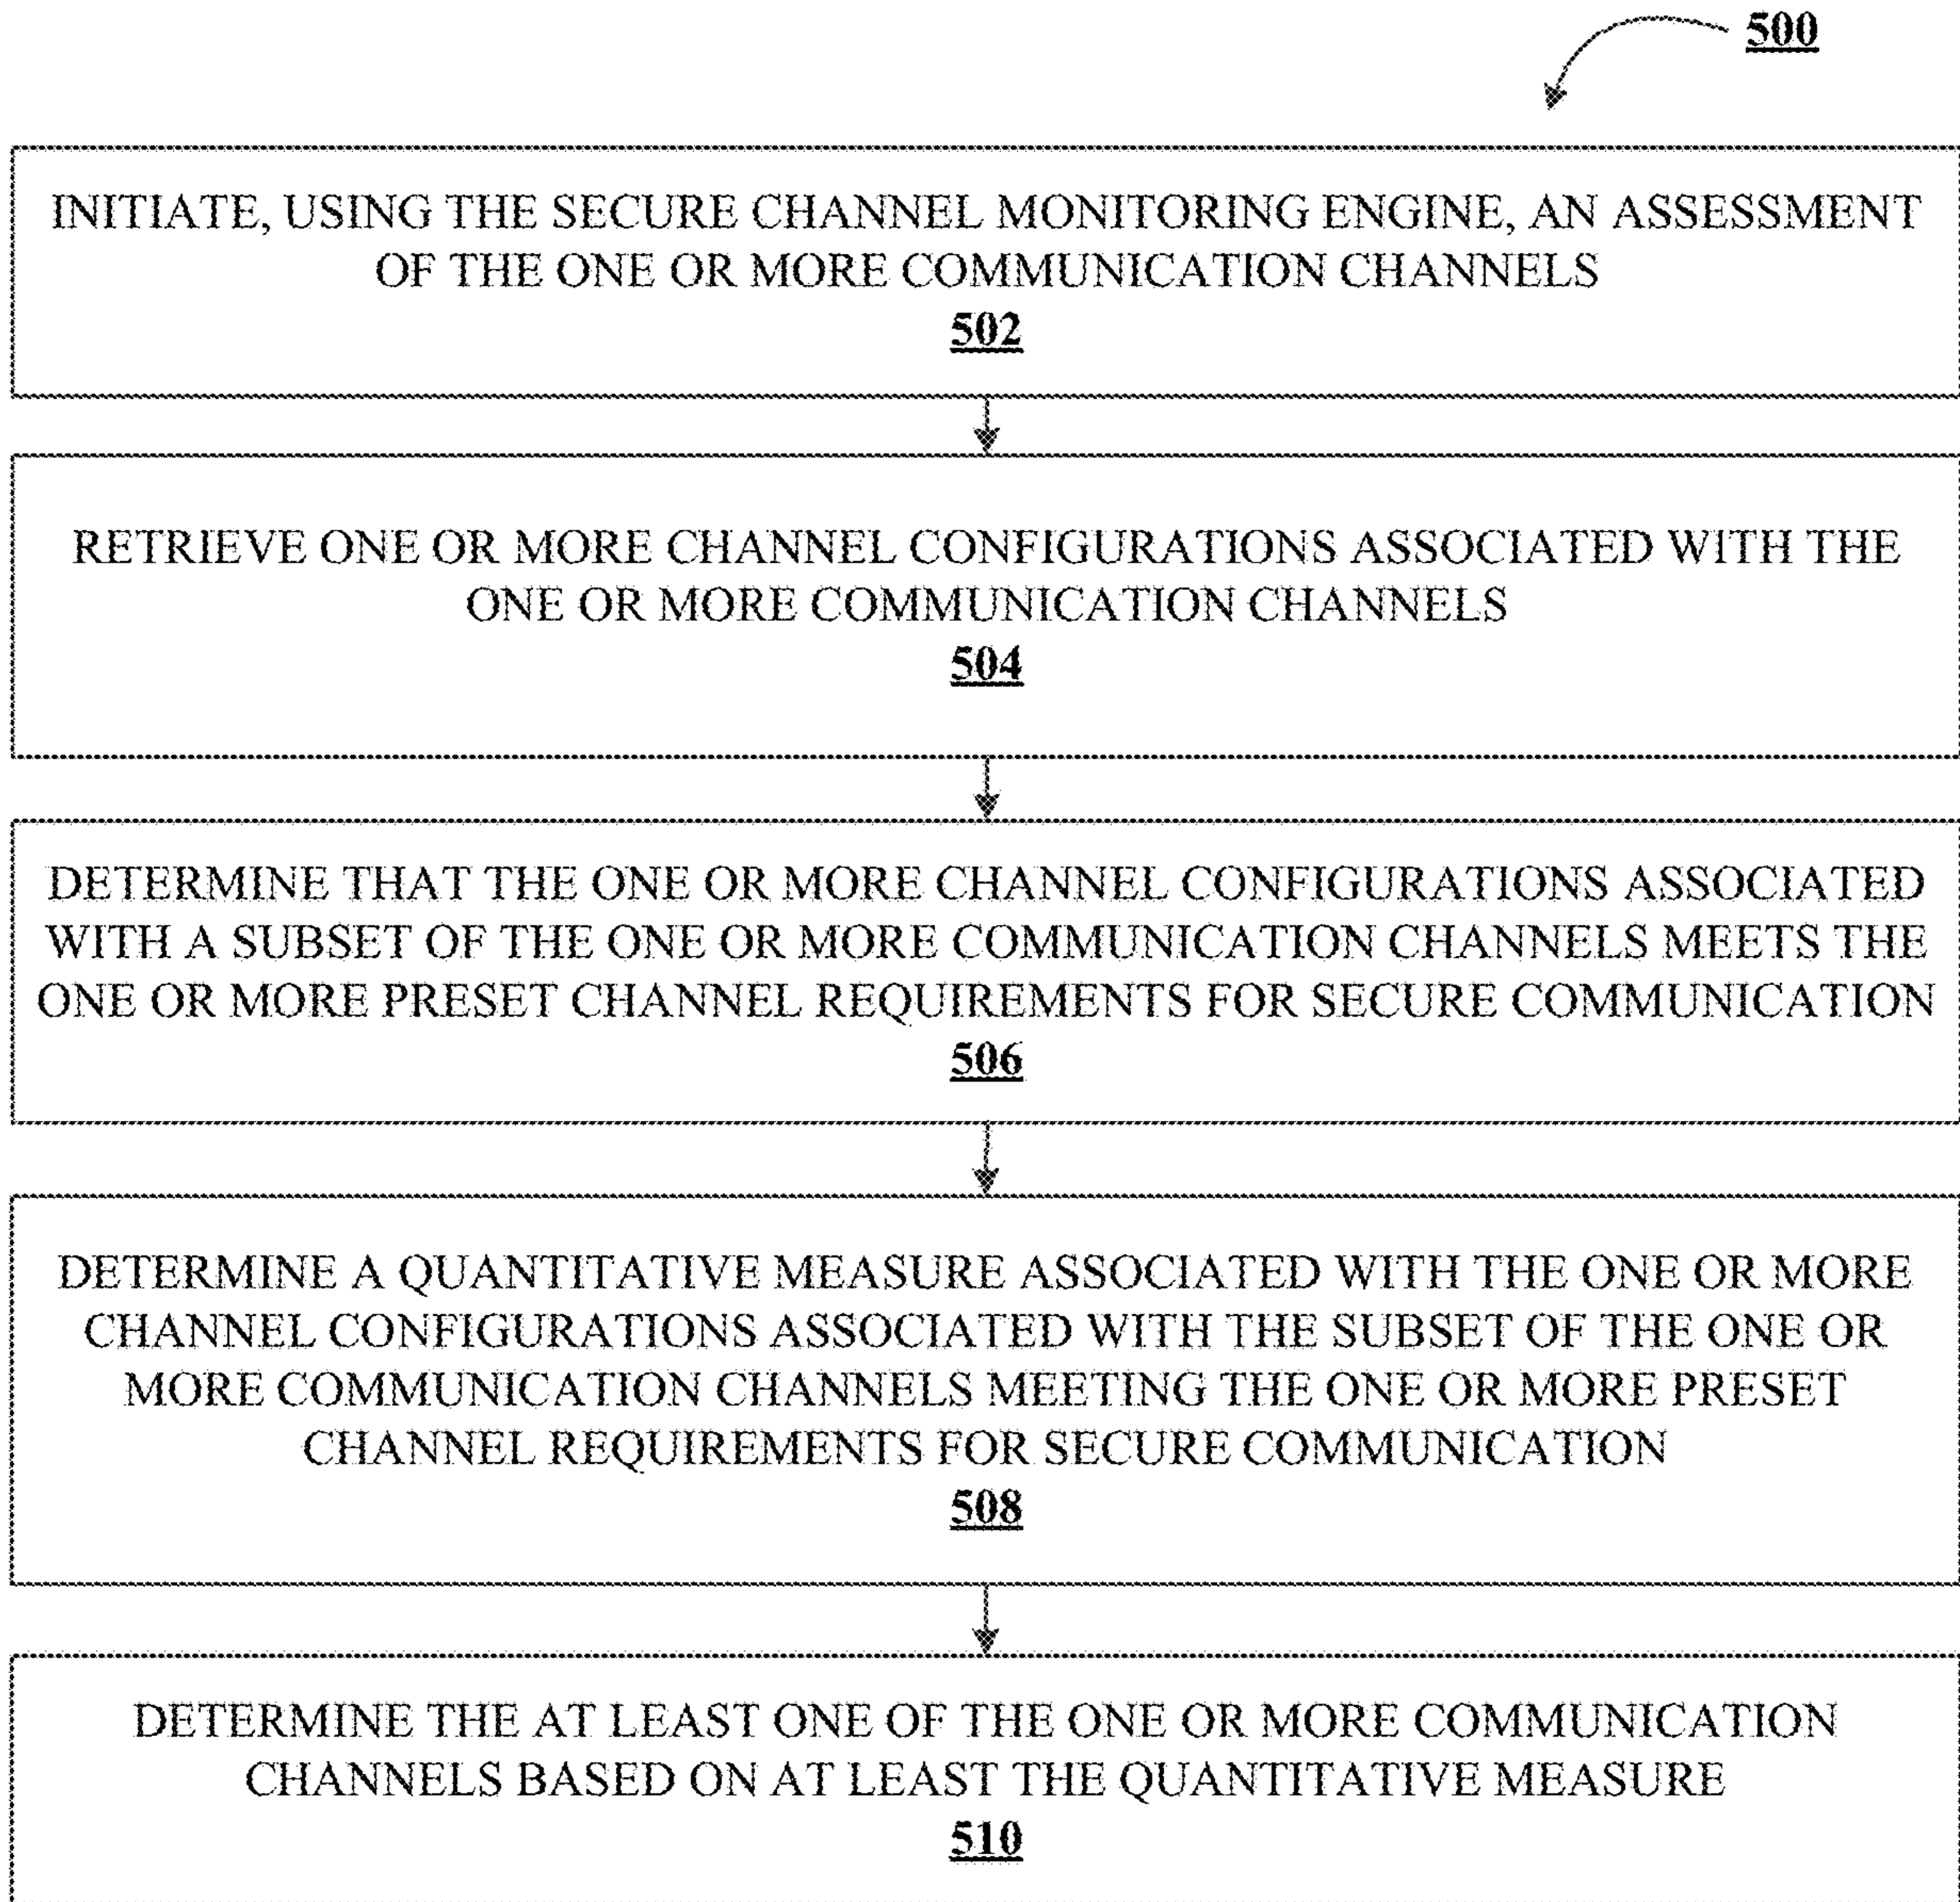 500
INITIATE, USING THE SECURE CHANNEL MONITORING ENGINE, AN ASSESSMENT
OF THE ONE OR MORE COMMUNICATION CHANNELS
502
RETRIEVE ONE OR MORE CHANNEL CONFIGURATIONS ASSOCIATED WITH THE
ONE OR MORE COMMUNICATION CHANNELS
504
DETERMINE THAT THE ONE OR MORE CHANNEL CONFIGURATIONS ASSOCIATED
WITH A SUBSET OF THE ONE OR MORE COMMUNICATION CHANNELS MEETS THE
ONE OR MORE PRESET CHANNEL REQUIREMENTS FOR SECURE COMMUNICATION
506
DETERMINE A QUANTITATIVE MEASURE ASSOCIATED WITH THE ONE OR MORE
CHANNEL CONFIGURATIONS ASSOCIATED WITH THE SUBSET OF THE ONE OR
MORE COMMUNICATION CHANNELS MEETING THE ONE OR MORE PRESET
CHANNEL REQUIREMENTS FOR SECURE COMMUNICATION
508
DETERMINE THE AT LEAST ONE OF THE ONE OR MORE COMMUNICATION
CHANNELS BASED ON AT LEAST THE QUANTITATIVE MEASURE
510